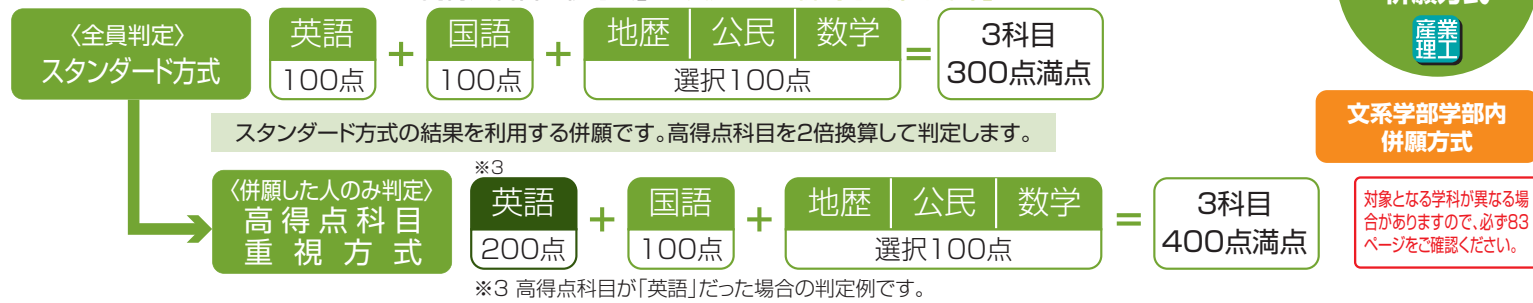 〈全員判定〉
スタンダード方式
英語
100点
+
国語
100点
+
地歴
公民
数学
選択100点
=
3科目
300点満点
産業
理工
スタンダード方式の結果を利用する併願です。高得点科目を2倍換算して判定します。
文系学部学部内
併願方式
〈併願した人のみ判定〉
高得点科目
重視方式
※3
英語
200点
+
国語
100点
+
地歴
公民
数学
選択100点
=
3科目
400点満点
対象となる学科が異なる場
合がありますので、必ず83
ページをご確認ください。
※3 高得点科目が「英語」だった場合の判定例です。